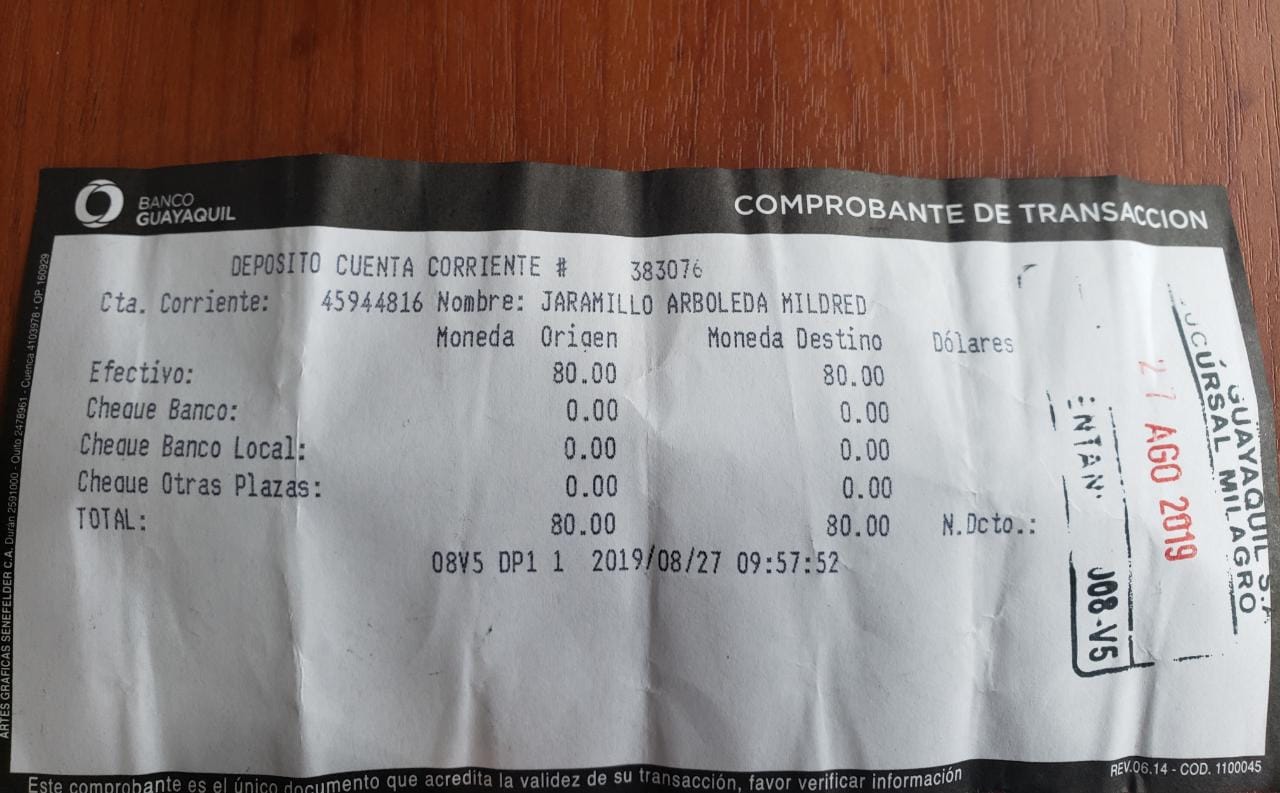 BANCO
GUAYAQUIL
COMPROBANTE DE TRANSACCION
DEPOSITO CUENTA CORRIENTE # 383076
Cta. Corriente: 45944816 Nombre: JARAMILLO ARBOLEDA MILDRED
Moneda Origen Moneda Destino Dólares
Efectivo: 80.00 80.00
Cheque Banco: 0.00 0.00
Cheque Banco Local: 0.00 0.00
Cheque Otras Plazas: 0.00 0.00
TOTAL: 80.00 80.00 N.Dcto.:
08V5 DP1 1 2019/08/27 09:57:52
GUAYAQUIL S.A
SUCURSAL MILAGRO
27 AGO 2019
J08-V5
ARTES GRAFICAS SENEFELDER C.A. Durán 2591000 - Quito 2478961 - Cuenca 4103978 - OP. 160929
Este comprobante es el único documento que acredita la validez de su transacción, favor verificar información
REV.06.14 - COD. 1100045